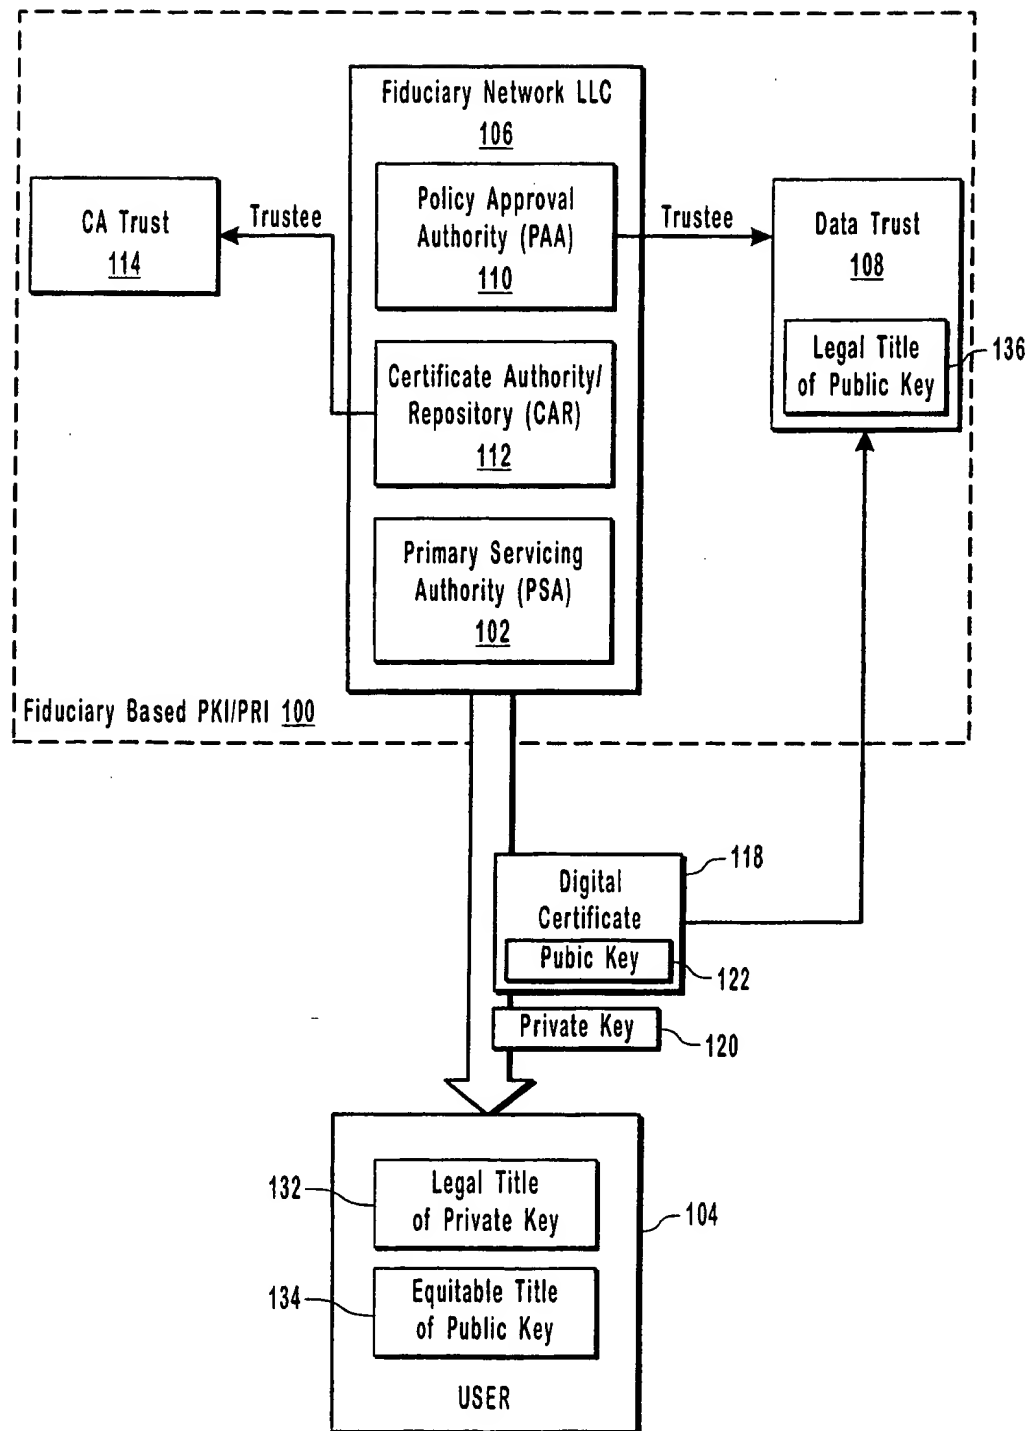 Fiduciary Network LLC
106
Policy Approval
Authority (PAA)
110
CA Trust
114
Trustee
Trustee
Data Trust
108
Legal Title
of Public Key
136
Certificate Authority/
Repository (CAR)
112
Primary Servicing
Authority (PSA)
102
Fiduciary Based PKI/PRI 100
118
Digital
Certificate
Pubic Key
122
Private Key
120
132
Legal Title
of Private Key
104
134
Equitable Title
of Public Key
USER